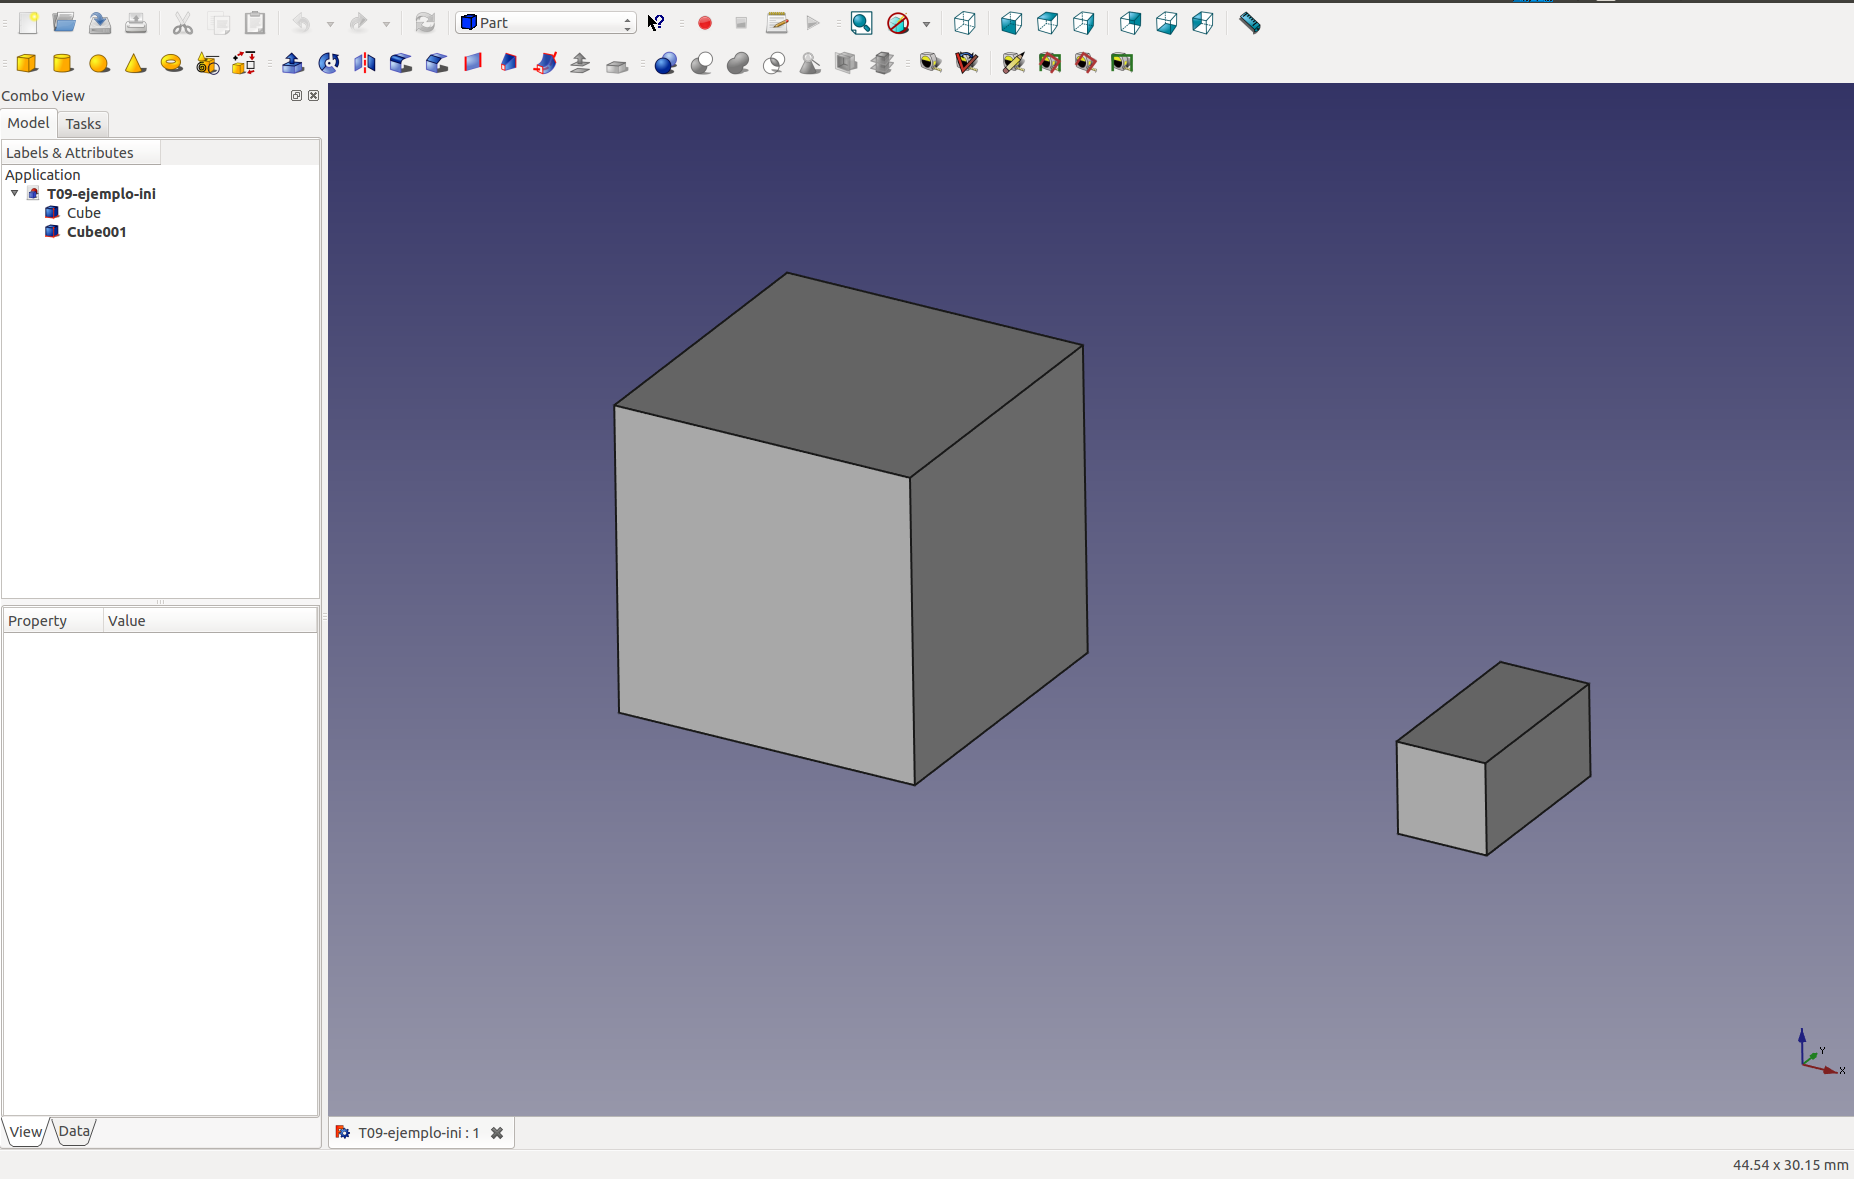 Part
Combo View
Model
Tasks
Labels & Attributes
Application
T09-ejemplo-ini
Cube
Cube001
Property
Value
View
Data
T09-ejemplo-ini : 1
Y
X
44.54 x 30.15 mm